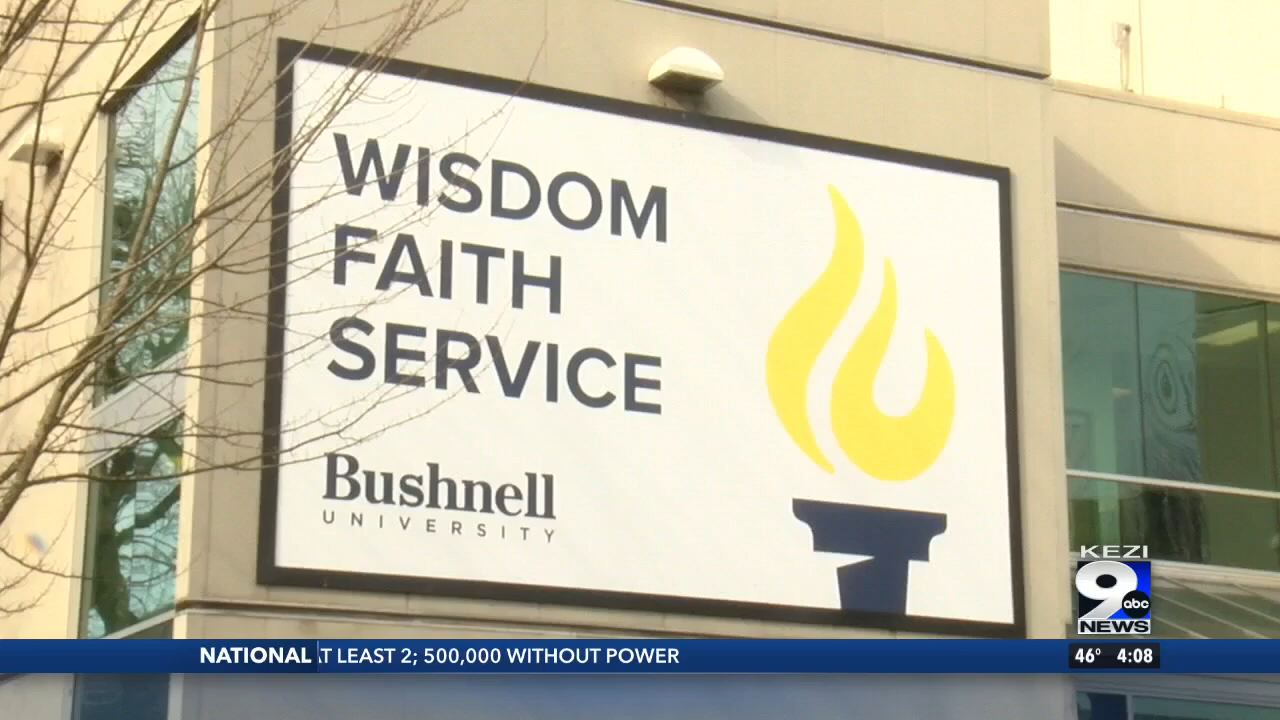 WISDOM
FAITH
SERVICE
Bushnell
UNIVERSITY
KEZI
9
abc
NEWS
NATIONAL T LEAST 2; 500,000 WITHOUT POWER
46° 4:08